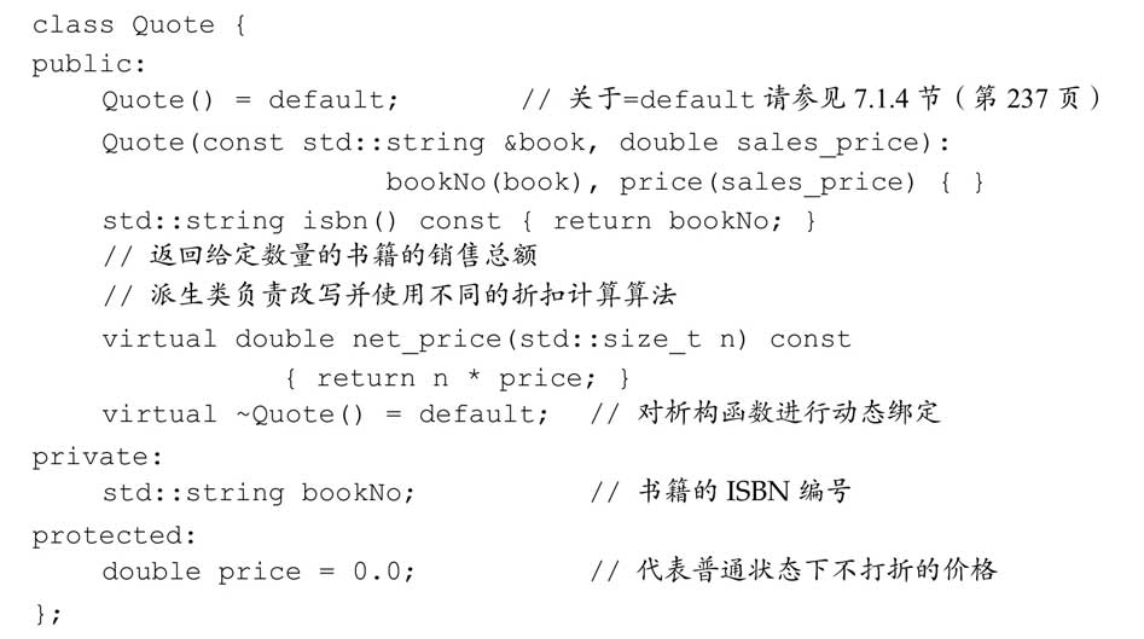 class Quote {
public:
    Quote() = default;        // 关于=default 请参见 7.1.4 节（第 237 页）
    Quote(const std::string &book, double sales_price):
                     bookNo(book), price(sales_price) { }
    std::string isbn() const { return bookNo; }
    // 返回给定数量的书籍的销售总额
    // 派生类负责改写并使用不同的折扣计算算法
    virtual double net_price(std::size_t n) const
               { return n * price; }
    virtual ~Quote() = default;   // 对析构函数进行动态绑定
private:
    std::string bookNo;           // 书籍的 ISBN 编号
protected:
    double price = 0.0;           // 代表普通状态下不打折的价格
};